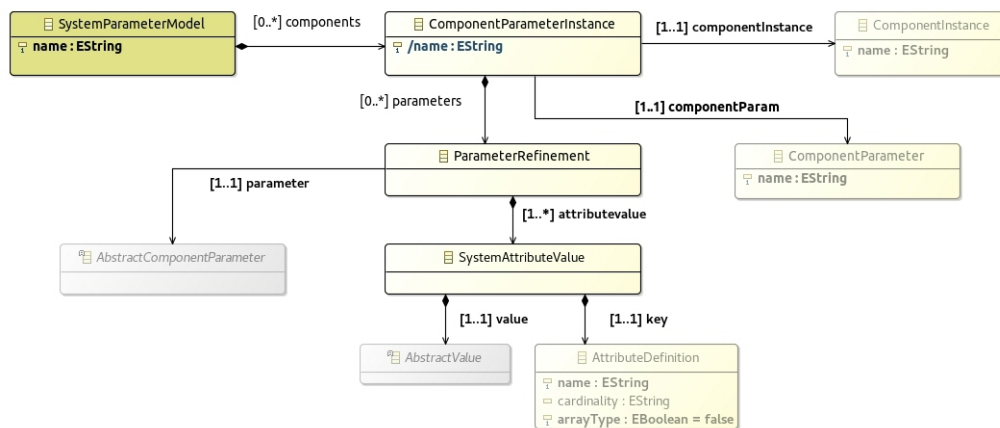 SystemParameterModel
name : EString
[0..*] components
ComponentParameterInstance
/name : EString
[1..1] componentInstance
ComponentInstance
name : EString
[0..*] parameters
[1..1] componentParam
ComponentParameter
name : EString
ParameterRefinement
[1..1] parameter
[1..*] attributevalue
AbstractComponentParameter
SystemAttributeValue
[1..1] value
[1..1] key
AbstractValue
AttributeDefinition
name : EString
cardinality : EString
arrayType : EBoolean = false